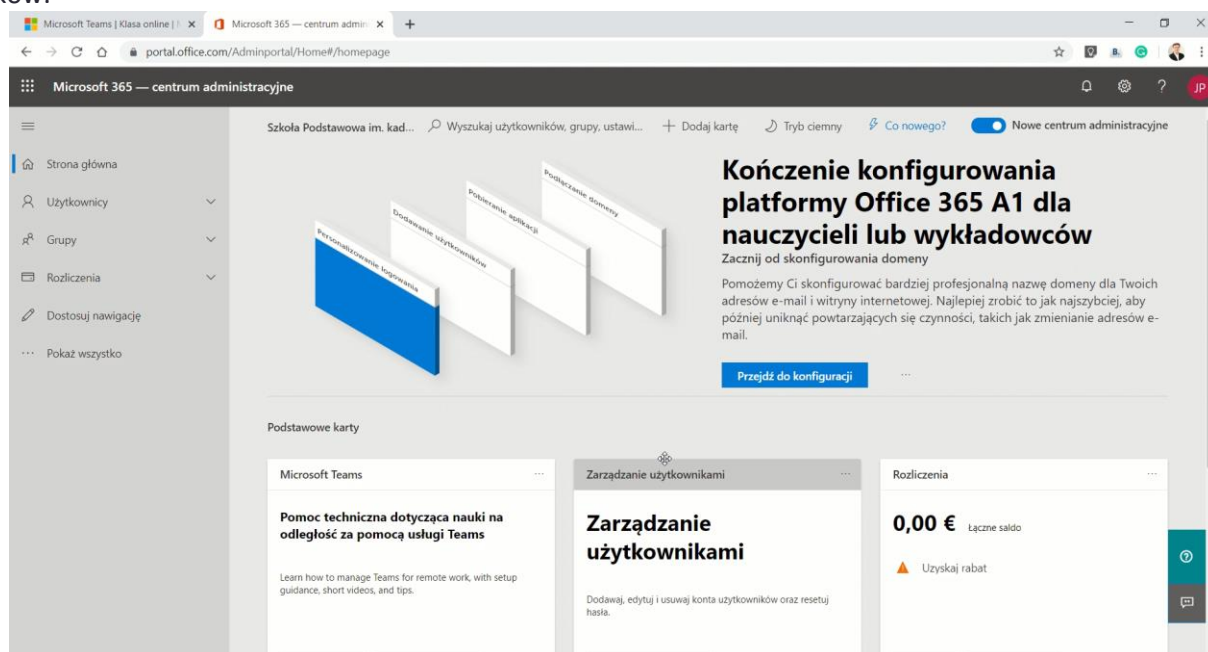 Microsoft Teams | Klasa online |
Microsoft 365 — centrum admin
portal.office.com/Adminportal/Home#/homepage
Microsoft 365 — centrum administracyjne
JP
Szkoła Podstawowa im. kad...
Wyszukaj użytkowników, grupy, ustawi...
Dodaj kartę
Tryb ciemny
Co nowego?
Nowe centrum administracyjne
Strona główna
Użytkownicy
Grupy
Rozliczenia
Dostosuj nawigację
Pokaż wszystko
Personalizowanie logowania
Dodawanie użytkowników
Pobieranie aplikacji
Podłączanie domeny
Kończenie konfigurowania
platformy Office 365 A1 dla
nauczycieli lub wykładowców
Zacznij od skonfigurowania domeny
Pomożemy Ci skonfigurować bardziej profesjonalną nazwę domeny dla Twoich
adresów e-mail i witryny internetowej. Najlepiej zrobić to jak najszybciej, aby
później uniknąć powtarzających się czynności, takich jak zmienianie adresów e-
mail.
Przejdź do konfiguracji
Podstawowe karty
Microsoft Teams
Pomoc techniczna dotycząca nauki na
odległość za pomocą usługi Teams
Learn how to manage Teams for remote work, with setup
guidance, short videos, and tips.
Zarządzanie użytkownikami
Zarządzanie
użytkownikami
Dodawaj, edytuj i usuwaj konta użytkowników oraz resetuj
hasła.
Rozliczenia
0,00 € Łączne saldo
Uzyskaj rabat